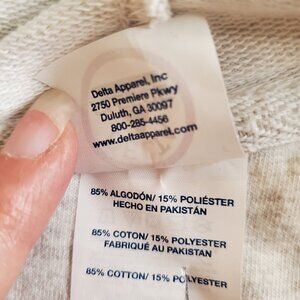 Delta Apparel, Inc
2750 Premiere Pkwy
Duluth, GA 30097
800-285-4456
www.deltaapparel.com
85% ALGODÓN/ 15% POLIÉSTER
HECHO EN PAKISTÁN
85% COTON/ 15% POLYESTER
FABRIQUÉ AU PAKISTAN
85% COTTON/ 15% POLYESTER